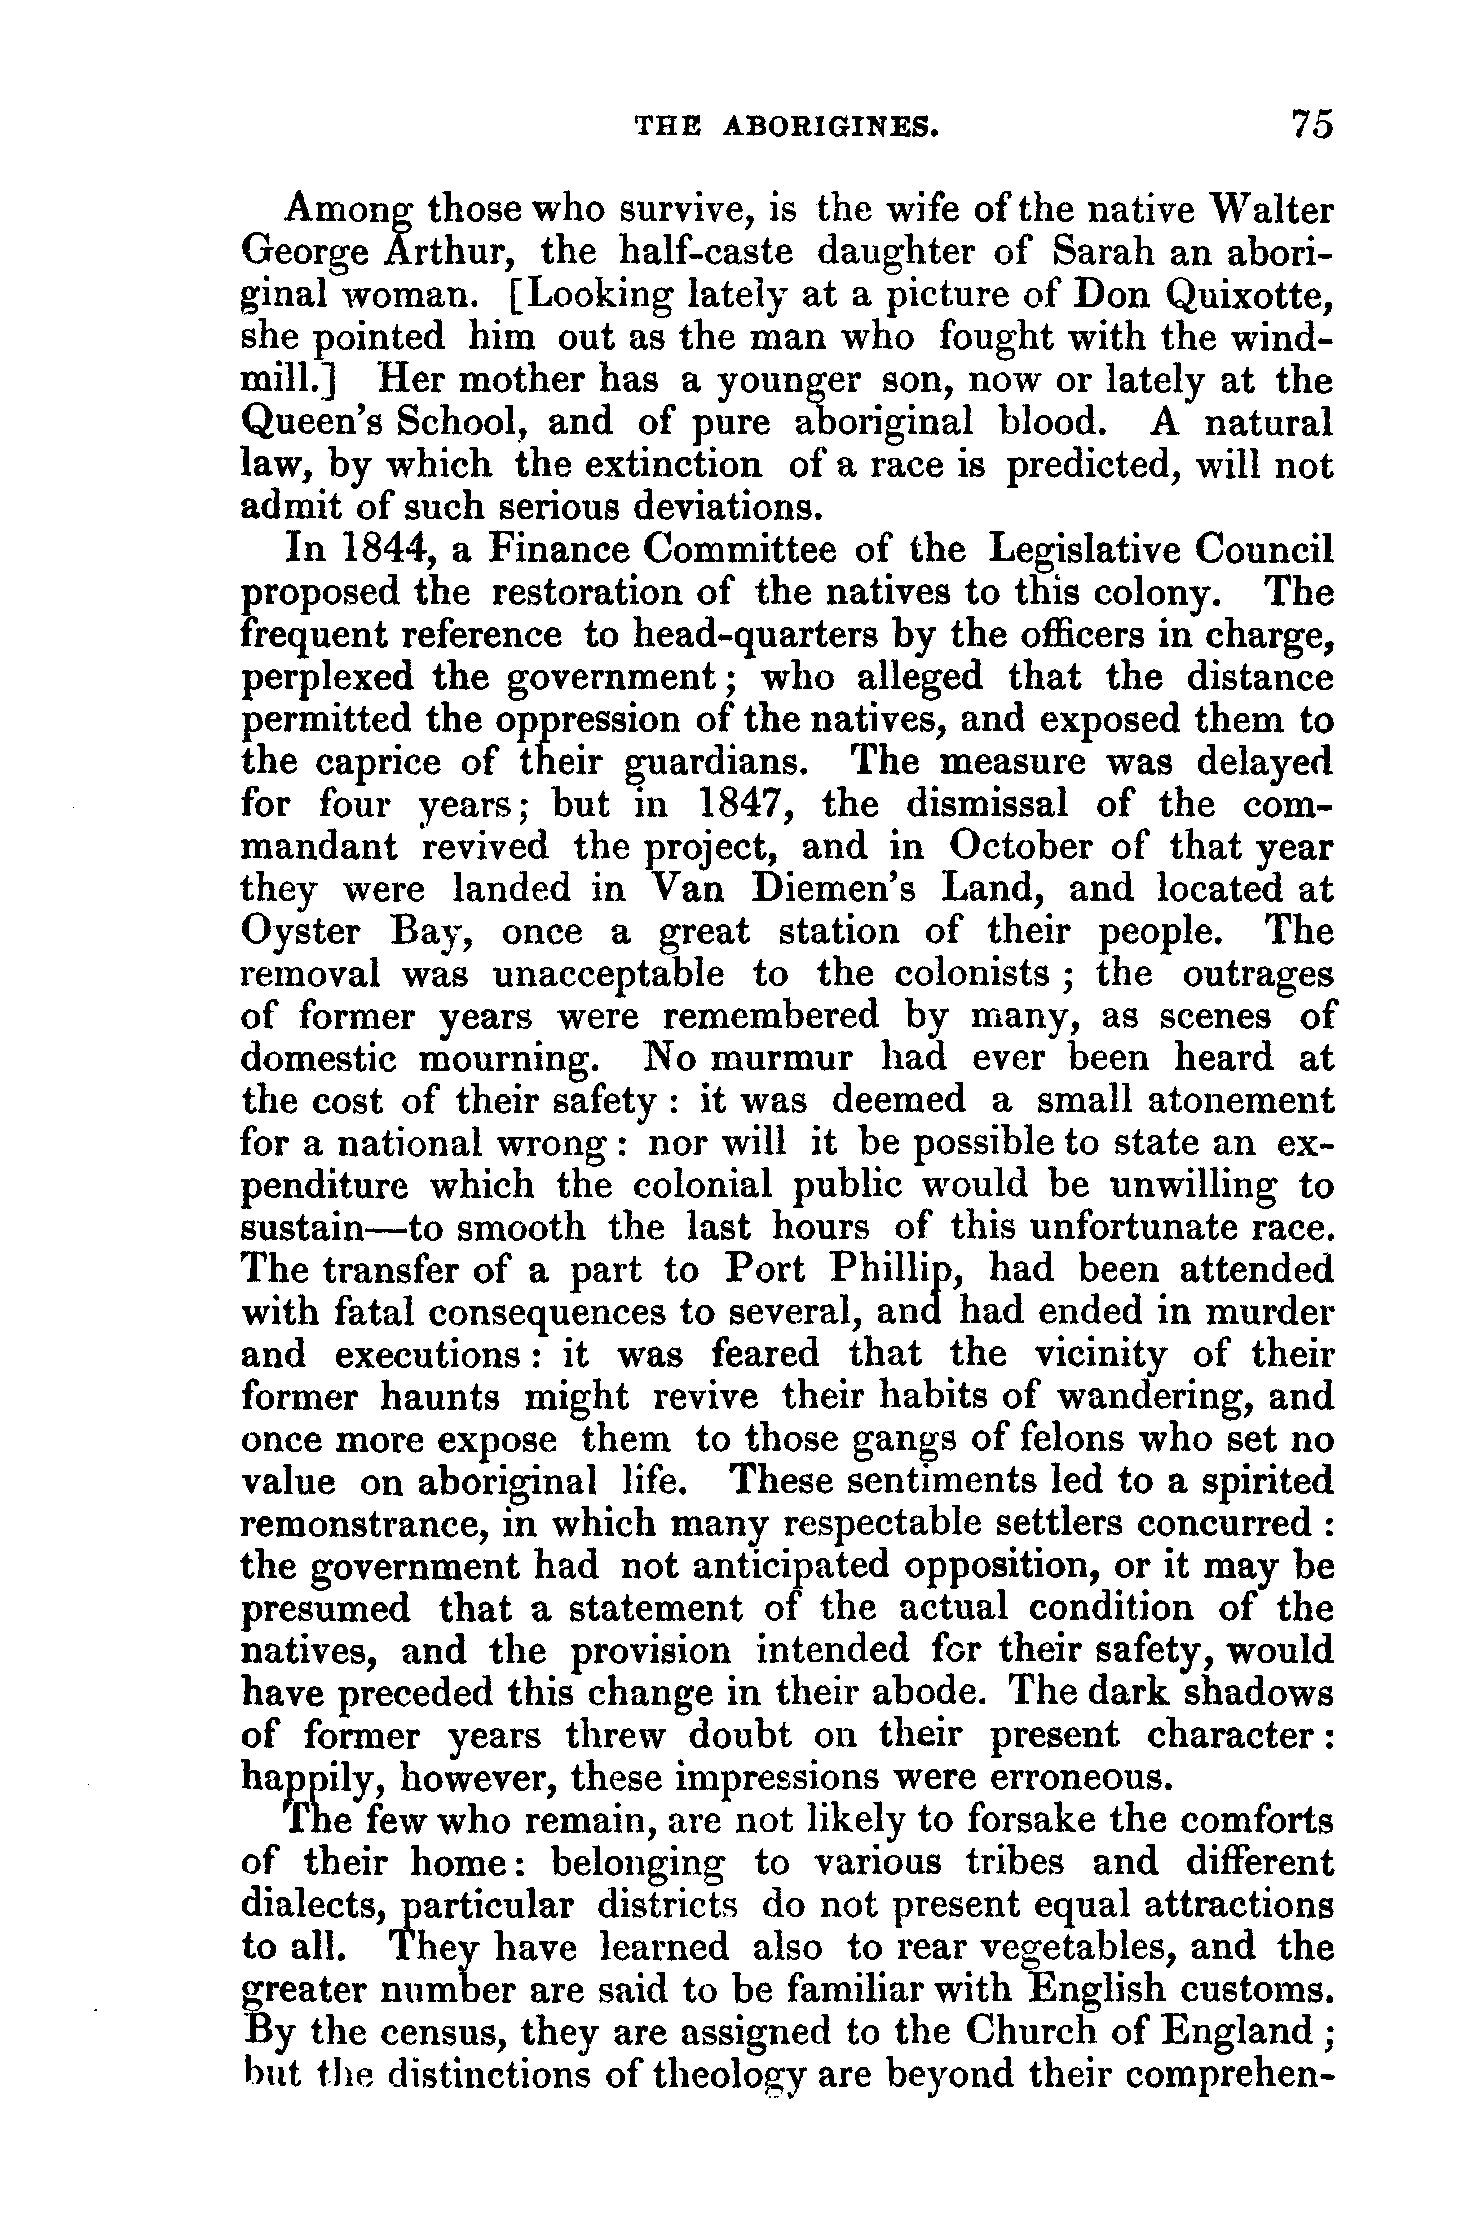 THE ABORIGINES. 75
Among those who survive, is the wife of the native Walter
George Arthur, the half-caste daughter of Sarah an abori-
ginal woman. [Looking lately at a picture of Don Quixotte,
she pointed him out as the man who fought with the wind-
mill.] Her mother has a younger son, now or lately at the
Queen's School, and of pure aboriginal blood. A natural
law, by which the extinction of a race is predicted, will not
admit of such serious deviations.
In 1844, a Finance Committee of the Legislative Council
proposed the restoration of the natives to this colony. The
frequent reference to head-quarters by the officers in charge,
perplexed the government; who alleged that the distance
permitted the oppression of the natives, and exposed them to
the caprice of their guardians. The measure was delayed
for four years; but in 1847, the dismissal of the com-
mandant revived the project, and in October of that year
they were landed in Van Diemen's Land, and located at
Oyster Bay, once a great station of their people. The
removal was unacceptable to the colonists; the outrages
of former years were remembered by many, as scenes of
domestic mourning. No murmur had ever been heard at
the cost of their safety: it was deemed a small atonement
for a national wrong: nor will it be possible to state an ex-
penditure which the colonial public would be unwilling to
sustain—to smooth the last hours of this unfortunate race.
The transfer of a part to Port Phillip, had been attended
with fatal consequences to several, and had ended in murder
and executions: it was feared that the vicinity of their
former haunts might revive their habits of wandering, and
once more expose them to those gangs of felons who set no
value on aboriginal life. These sentiments led to a spirited
remonstrance, in which many respectable settlers concurred:
the government had not anticipated opposition, or it may be
presumed that a statement of the actual condition of the
natives, and the provision intended for their safety, would
have preceded this change in their abode. The dark shadows
of former years threw doubt on their present character:
happily, however, these impressions were erroneous.
The few who remain, are not likely to forsake the comforts
of their home: belonging to various tribes and different
dialects, particular districts do not present equal attractions
to all. They have learned also to rear vegetables, and the
greater number are said to be familiar with English customs.
By the census, they are assigned to the Church of England;
but the distinctions of theology are beyond their comprehen-